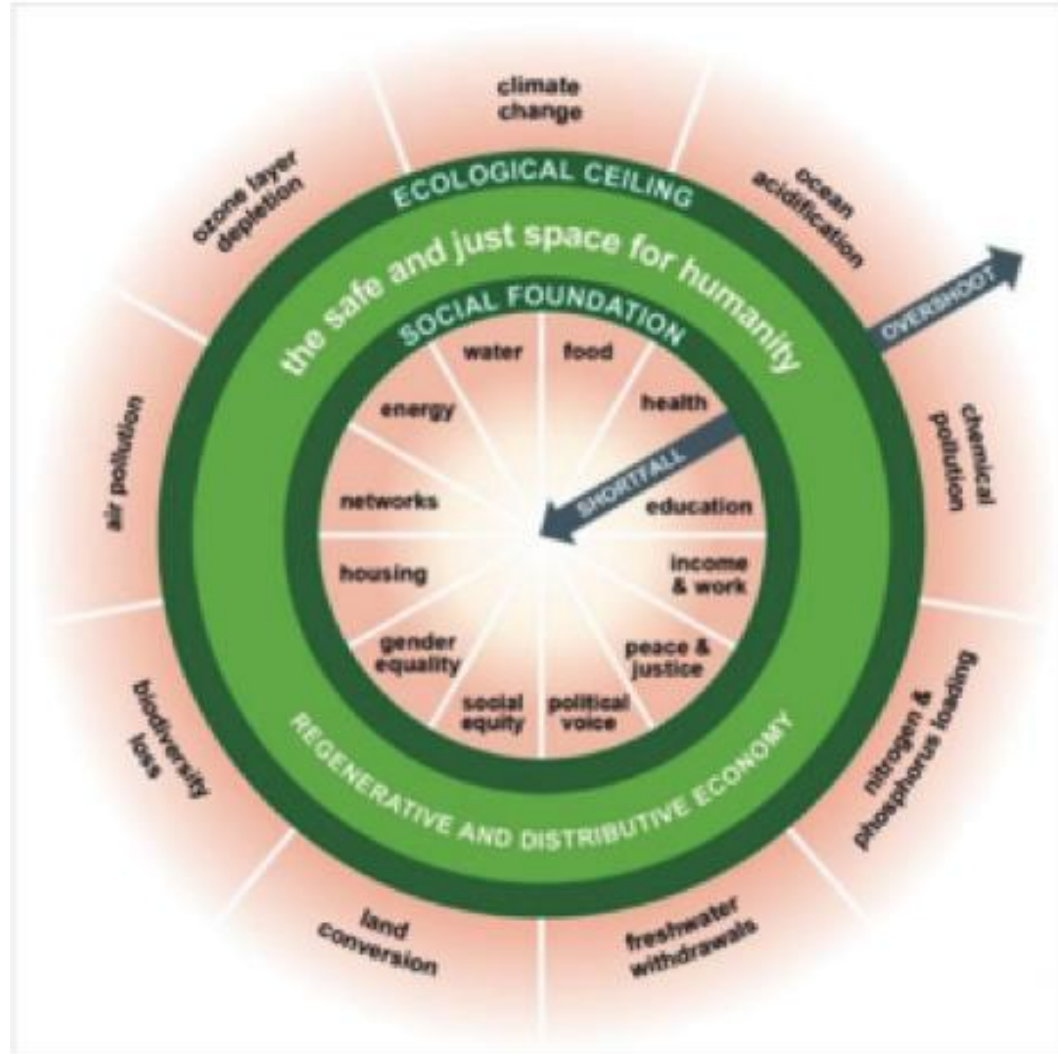 climate
change
ocean
acidification
OVERSHOOT
chemical
pollution
nitrogen &
phosphorus loading
freshwater
withdrawals
land
conversion
biodiversity
loss
air pollution
ozone layer
depletion
ECOLOGICAL CEILING
the safe and just space for humanity
SOCIAL FOUNDATION
water
food
health
SHORTFALL
education
income
& work
peace &
justice
political
voice
social
equity
gender
equality
housing
networks
energy
REGENERATIVE AND DISTRIBUTIVE ECONOMY